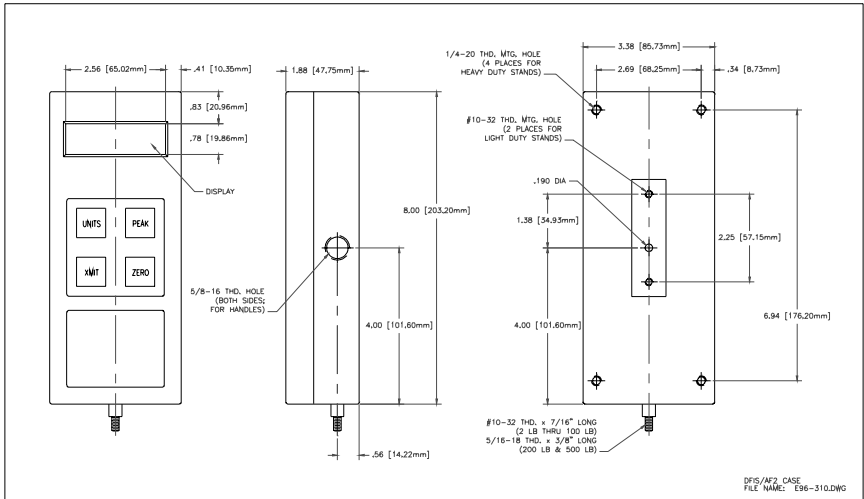 2.56 [65.02mm]
.41 [10.35mm]
.83 [20.96mm]
.78 [19.86mm]
DISPLAY
UNITS
PEAK
XMIT
ZERO
1.88 [47.75mm]
8.00 [203.20mm]
5/8-16 THD. HOLE
(BOTH SIDES;
FOR HANDLES)
4.00 [101.60mm]
.56 [14.22mm]
1/4-20 THD. MTG. HOLE
(4 PLACES FOR
HEAVY DUTY STANDS)
3.38 [85.73mm]
2.69 [68.25mm]
.34 [8.73mm]
#10-32 THD. MTG. HOLE
(2 PLACES FOR
LIGHT DUTY STANDS)
.190 DIA
1.38 [34.93mm]
2.25 [57.15mm]
4.00 [101.60mm]
6.94 [176.20mm]
#10-32 THD. x 7/16" LONG
(2 LB THRU 100 LB)
5/16-18 THD. x 3/8" LONG
(200 LB & 500 LB)
DFIS/AF2 CASE
FILE NAME: E96-310.DWG